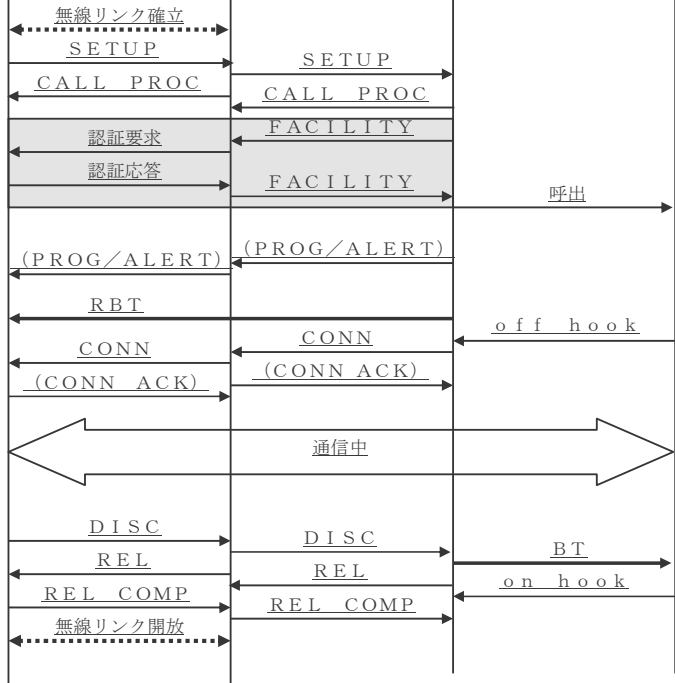 無線リンク確立
ＳＥＴＵＰ
ＳＥＴＵＰ
ＣＡＬＬ　ＰＲＯＣ
ＣＡＬＬ　ＰＲＯＣ
ＦＡＣＩＬＩＴＹ
認証要求
認証応答
ＦＡＣＩＬＩＴＹ
呼出
（ＰＲＯＧ／ＡＬＥＲＴ）
（ＰＲＯＧ／ＡＬＥＲＴ）
ＲＢＴ
ｏｆｆ　ｈｏｏｋ
ＣＯＮＮ
ＣＯＮＮ
（ＣＯＮＮ ＡＣＫ）
（ＣＯＮＮ　ＡＣＫ）
通信中
ＤＩＳＣ
ＤＩＳＣ
ＢＴ
ＲＥＬ
ＲＥＬ
ｏｎ　ｈｏｏｋ
ＲＥＬ　ＣＯＭＰ
ＲＥＬ　ＣＯＭＰ
無線リンク開放